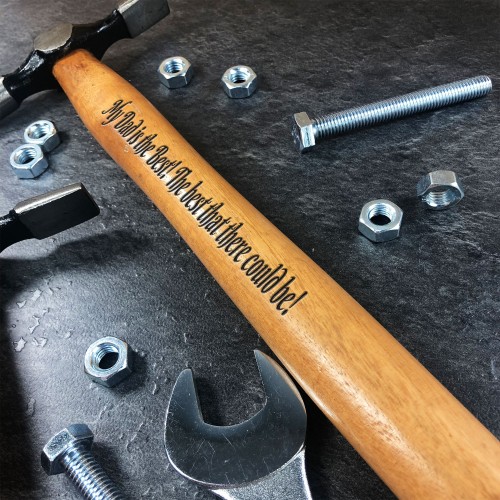 My Dad is the Best! The best that there could be!